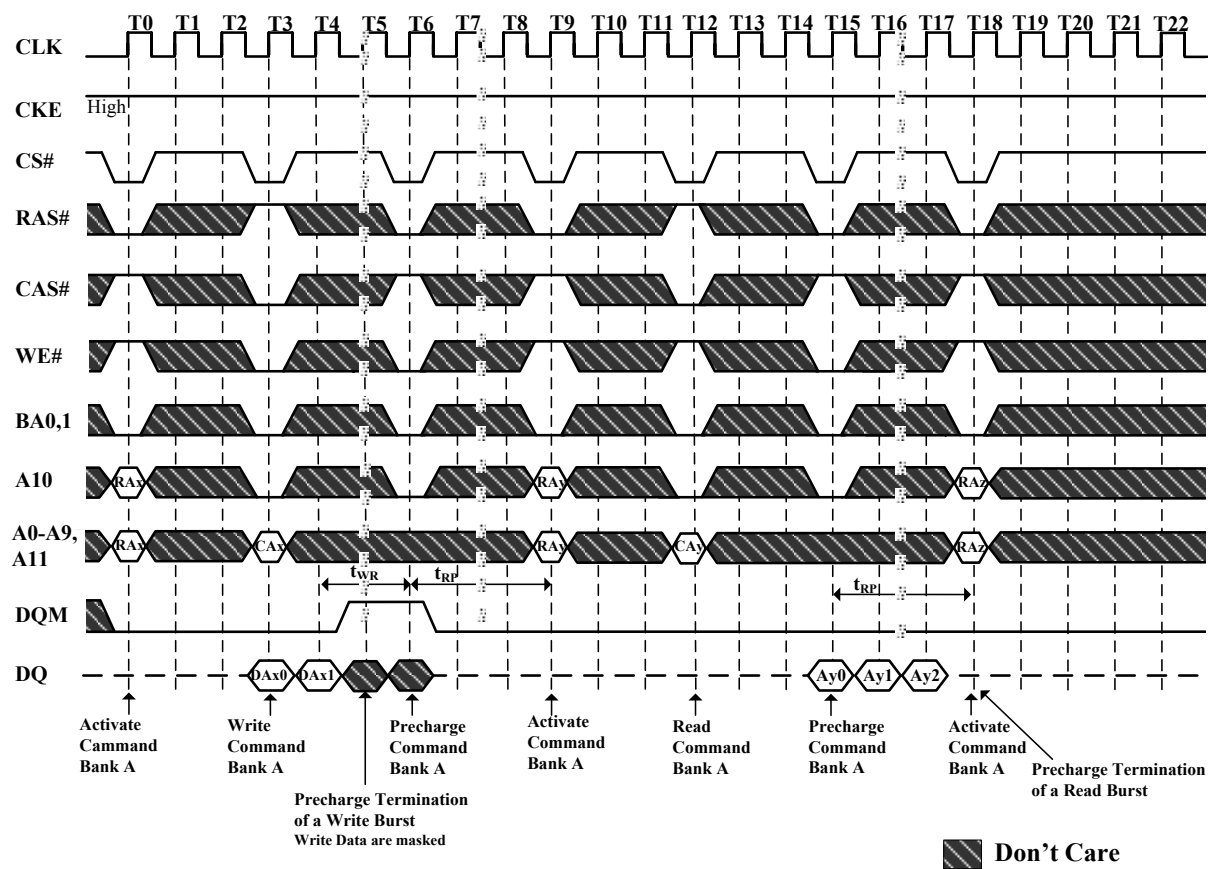 T0 T1 T2 T3 T4 T5 T6 T7 T8 T9 T10 T11 T12 T13 T14 T15 T16 T17 T18 T19 T20 T21 T22
CLK
CKE
High
CS#
RAS#
CAS#
WE#
BA0,1
A10
RAx RAy RAz
A0-A9,
A11
RAx CAx RAy CAy RAz
tWR tRP tRP
DQM
DQ
DAx0 DAx1 Ay0 Ay1 Ay2
Activate
Cammand
Bank A
Write
Command
Bank A
Precharge
Command
Bank A
Activate
Command
Bank A
Read
Command
Bank A
Precharge
Command
Bank A
Activate
Command
Bank A
Precharge Termination
of a Write Burst
Write Data are masked
Precharge Termination
of a Read Burst
Don't Care